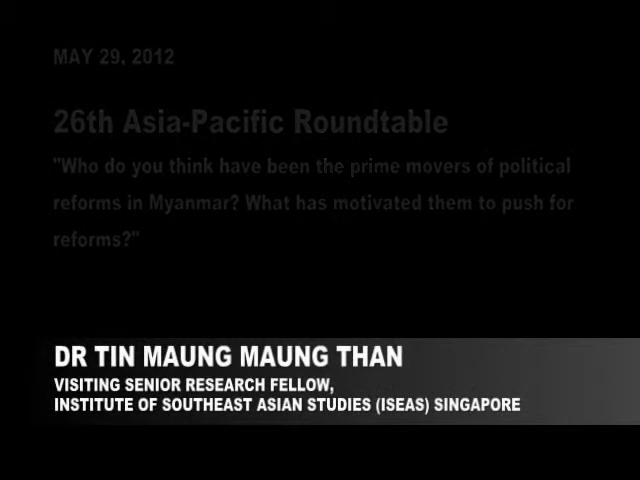 MAY 29, 2012
26th Asia-Pacific Roundtable
"Who do you think have been the prime movers of political
reforms in Myanmar? What has motivated them to push for
reforms?"
DR TIN MAUNG MAUNG THAN
VISITING SENIOR RESEARCH FELLOW,
INSTITUTE OF SOUTHEAST ASIAN STUDIES (ISEAS) SINGAPORE